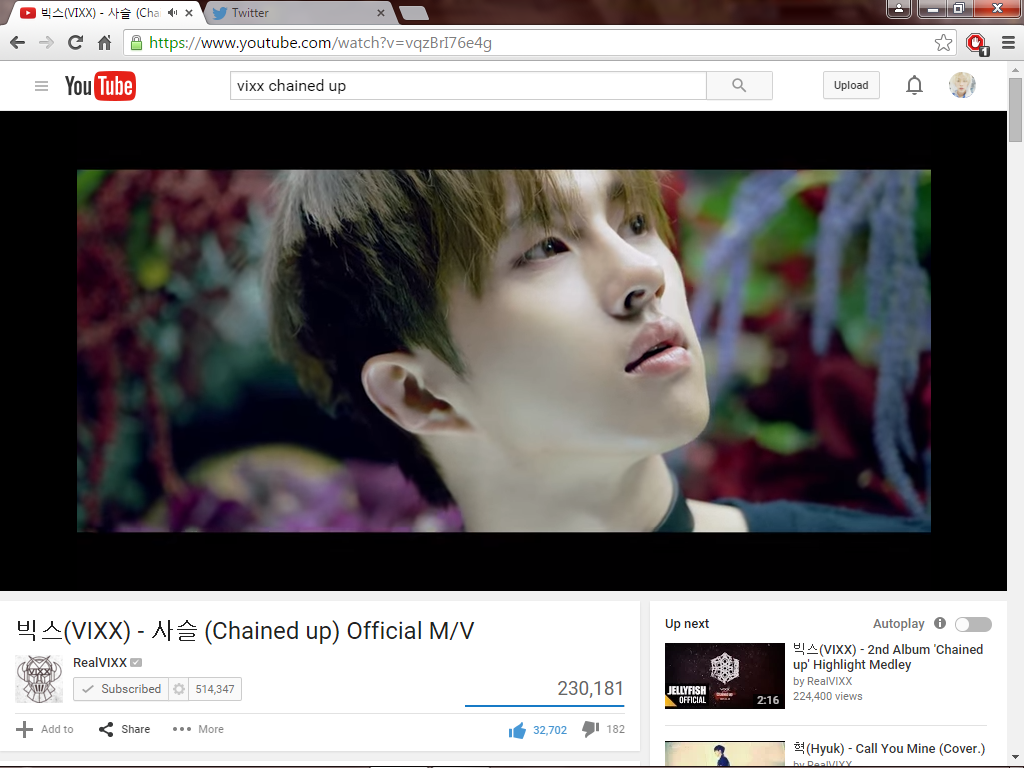 빅스(VIXX) - 사슬 (Cha
Twitter
https://www.youtube.com/watch?v=vqzBrI76e4g
1
YouTube
vixx chained up
Upload
빅스(VIXX) - 사슬 (Chained up) Official M/V
VIXX
RealVIXX
Subscribed
514,347
230,181
Add to
Share
More
32,702
182
Up next
Autoplay
빅스(VIXX) - 2nd Album 'Chained
up' Highlight Medley
by RealVIXX
224,400 views
JELLYFISH
OFFICIAL
2:16
혁(Hyuk) - Call You Mine (Cover.)
by RealVIXX